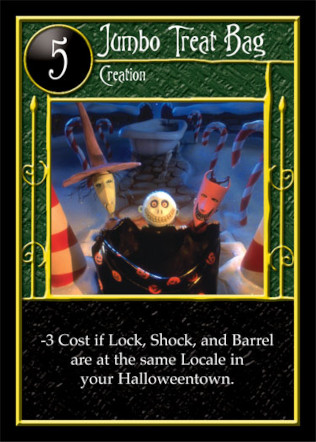 5
Jumbo Treat Bag
Creation
-3 Cost if Lock, Shock, and Barrel
are at the same Locale in
your Halloweentown.